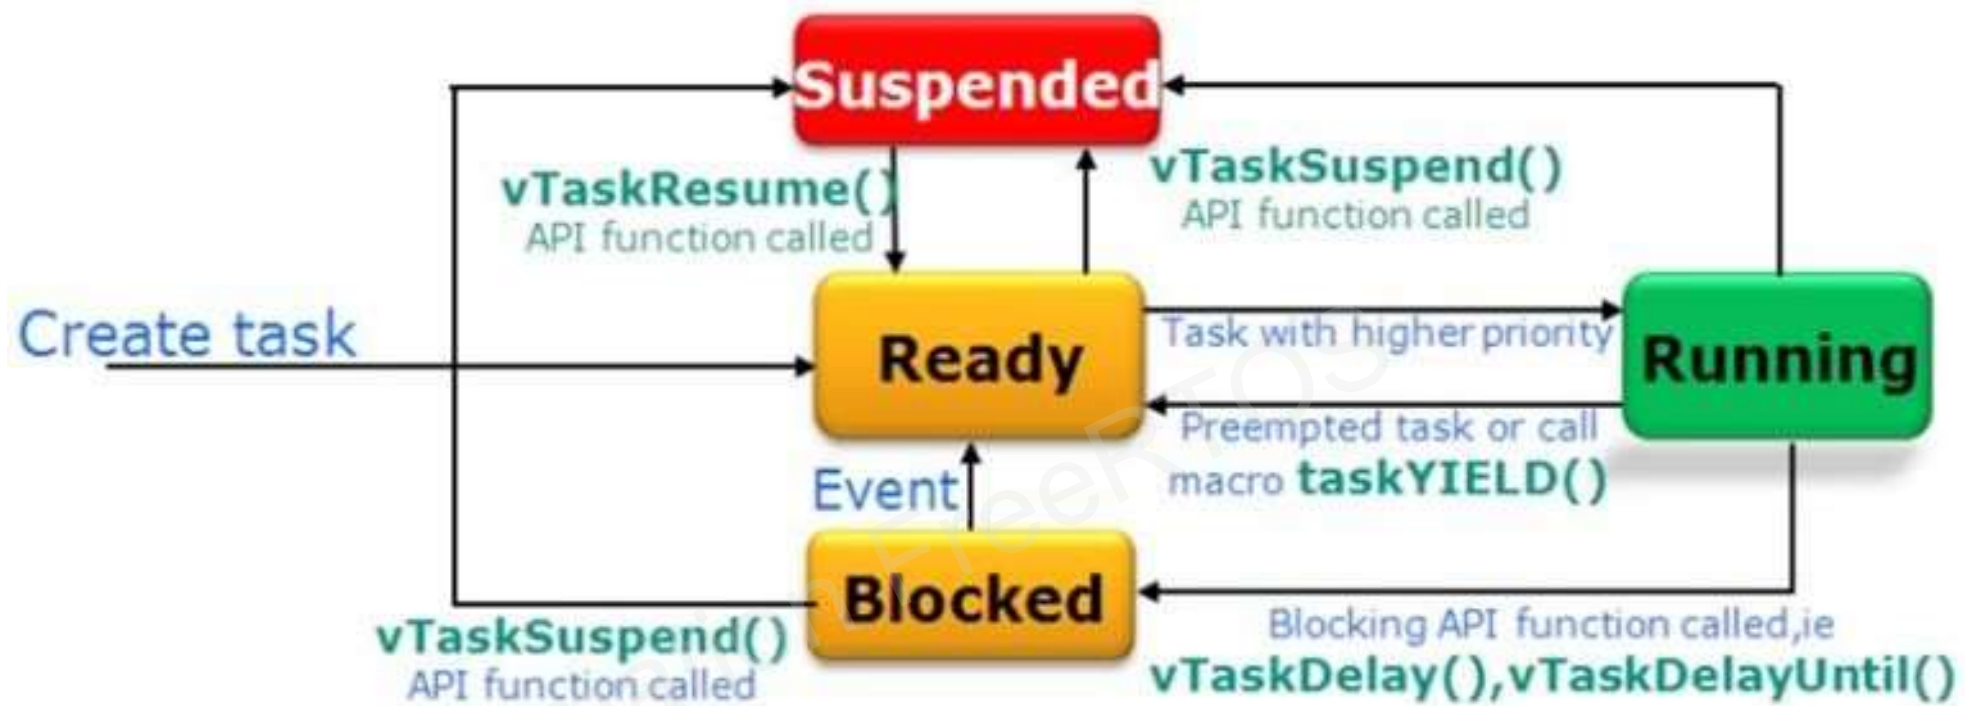 Suspended
vTaskResume()
API function called
vTaskSuspend()
API function called
Create task
Ready
Task with higher priority
Running
Preempted task or call
macro taskYIELD()
Event
Blocked
vTaskSuspend()
API function called
Blocking API function called,ie
vTaskDelay(),vTaskDelayUntil()
FreeRTOS